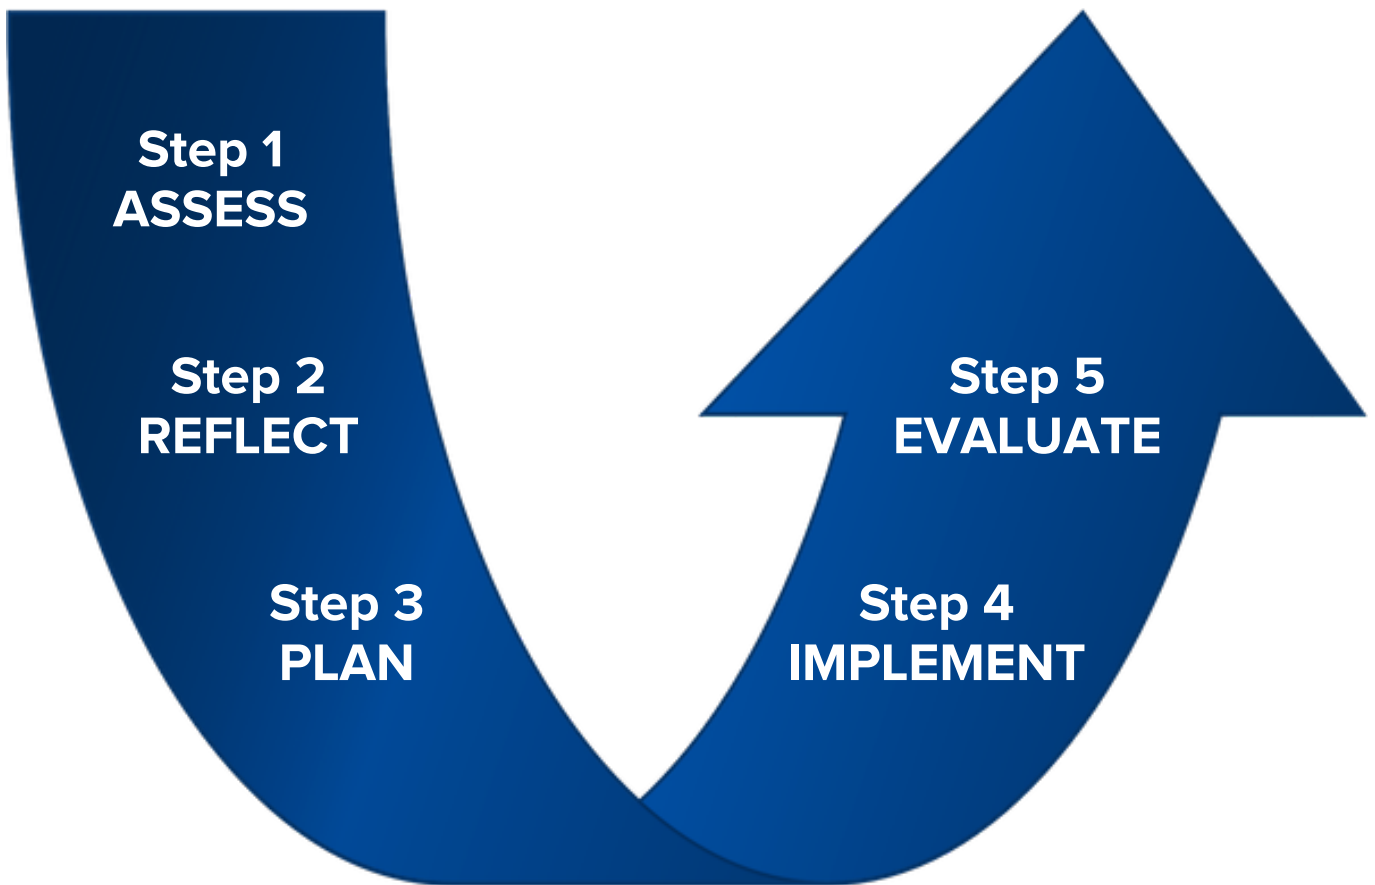 Step 1
ASSESS
Step 2
REFLECT
Step 3
PLAN
Step 4
IMPLEMENT
Step 5
EVALUATE